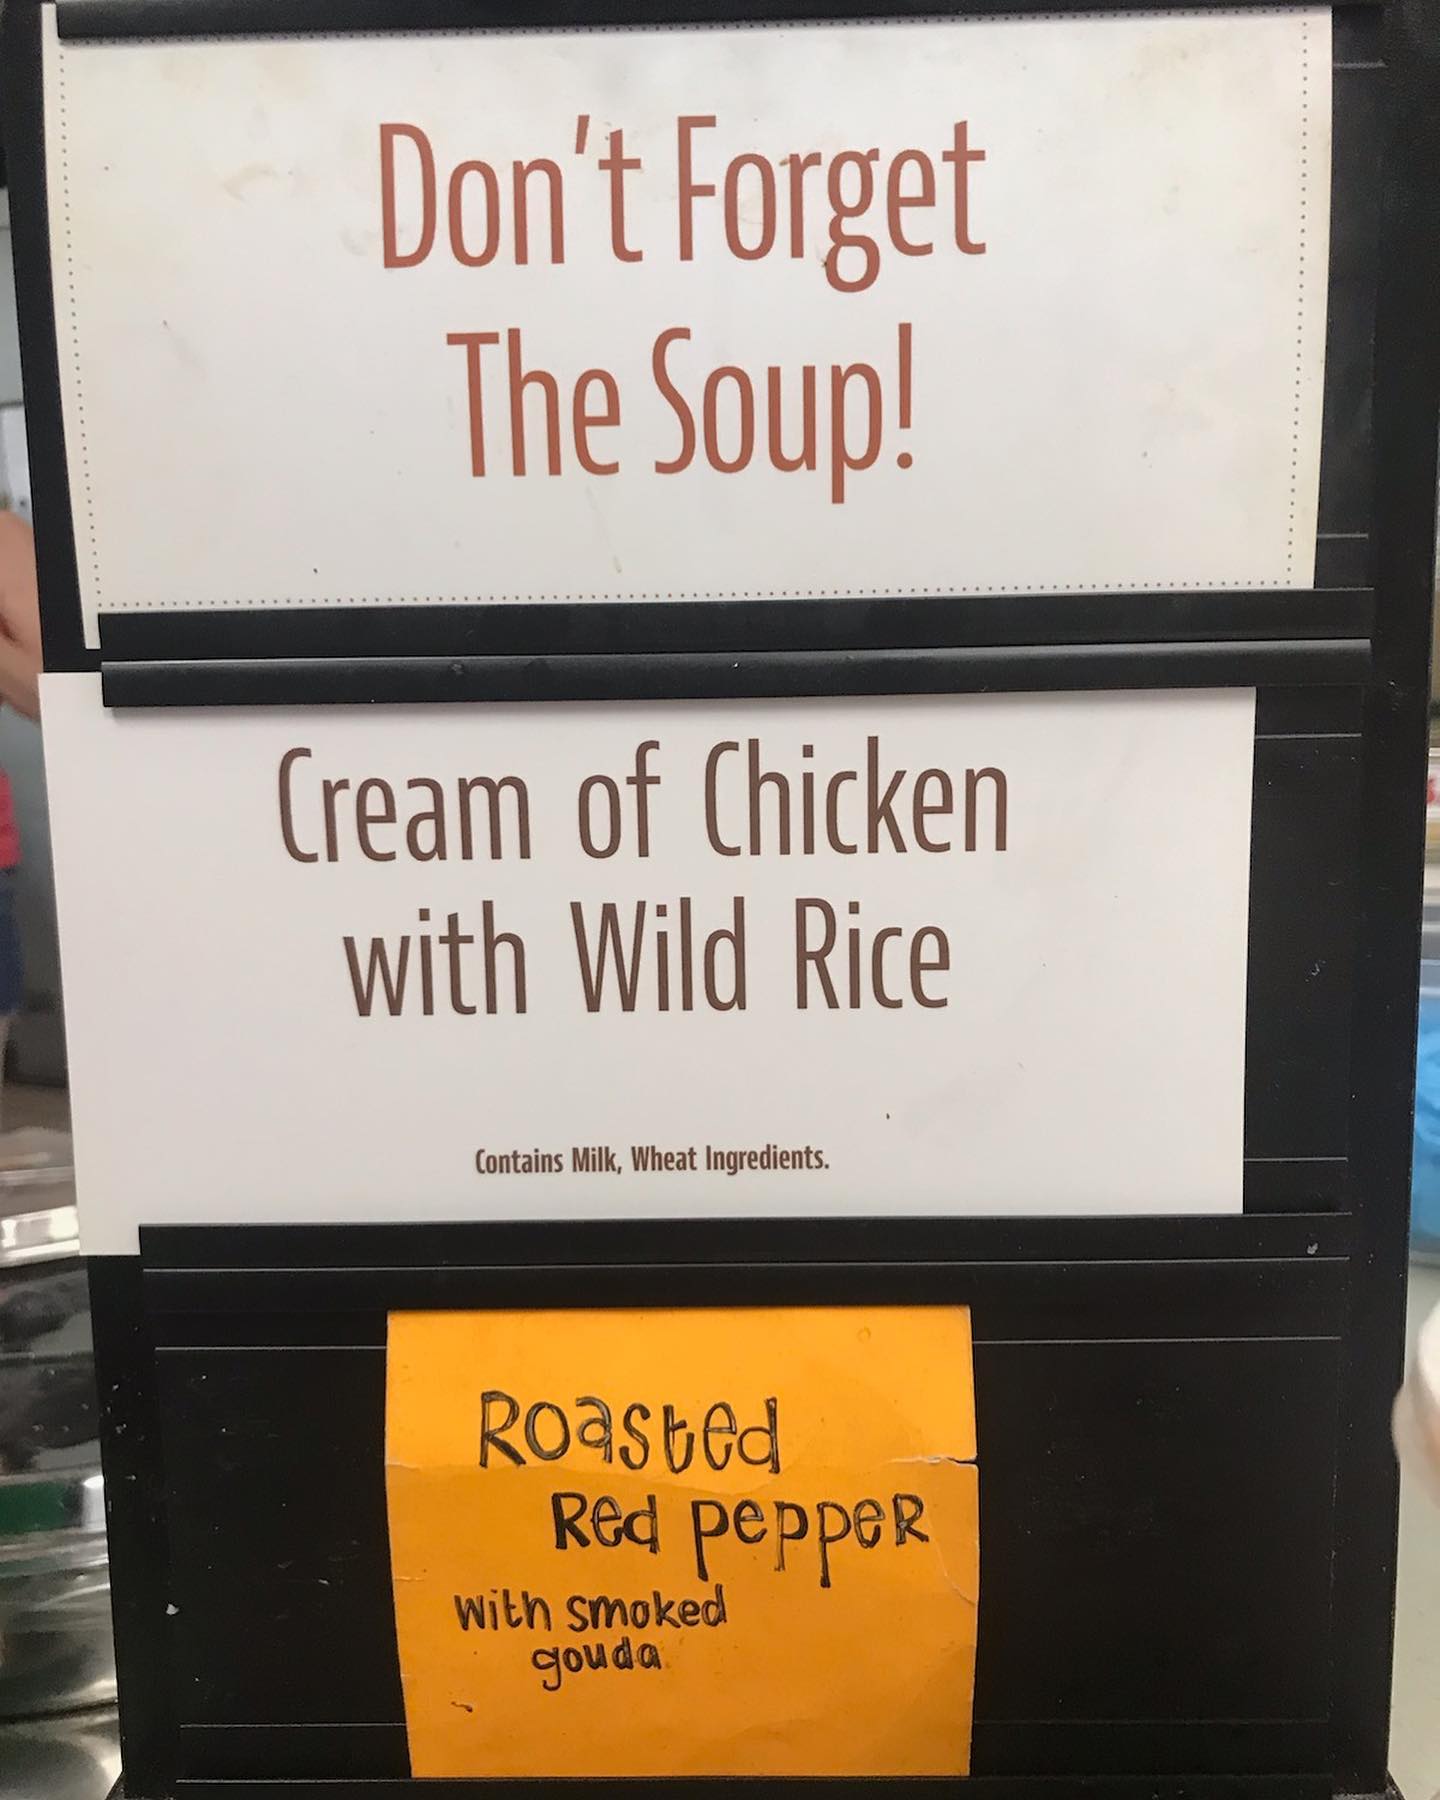 Don't Forget
The Soup!
Cream of Chicken
with Wild Rice
Contains Milk, Wheat Ingredients.
Roasted
Red pepper
with smoked
gouda